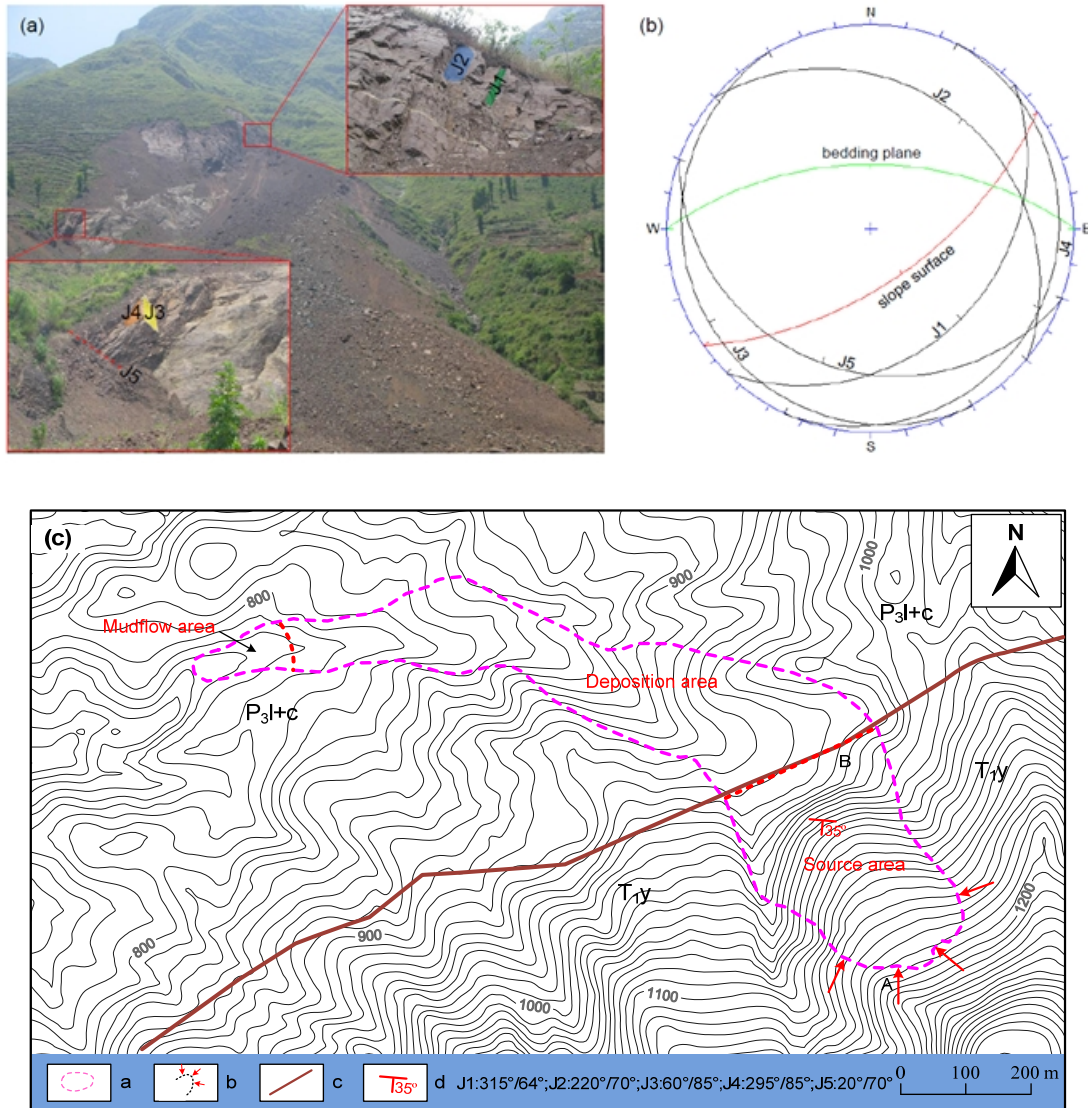 (a)
J2
J1
J4 J3
J5
(b)
N
J2
bedding plane
W
E
J4
slope surface
J1
J3
J5
S
(c)
N
1000
900
P₃l+c
800
Mudflow area
Deposition area
P₃l+c
B
T₁y
35°
Source area
T₁y
1200
900
800
A
1100
1000
a
b
c
35°
d
J1:315°/64°;J2:220°/70°;J3:60°/85°;J4:295°/85°;J5:20°/70°
0 100 200 m